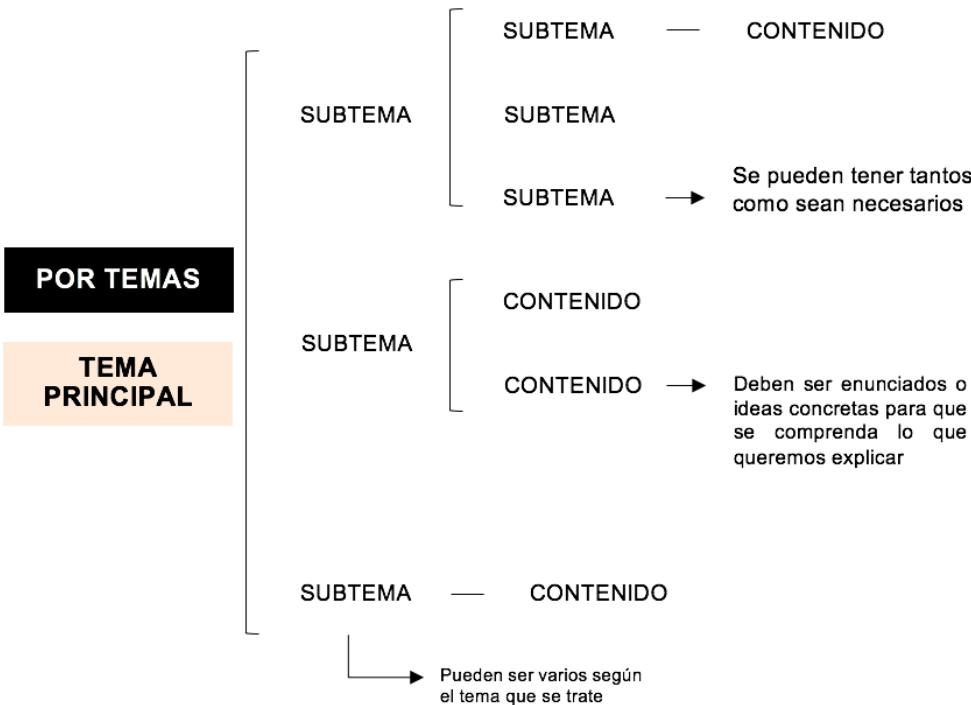 SUBTEMA — CONTENIDO
SUBTEMA
SUBTEMA
SUBTEMA
Se pueden tener tantos
como sean necesarios
POR TEMAS
TEMA
PRINCIPAL
SUBTEMA
CONTENIDO
CONTENIDO
Deben ser enunciados o
ideas concretas para que
se comprenda lo que
queremos explicar
SUBTEMA — CONTENIDO
Pueden ser varios según
el tema que se trate